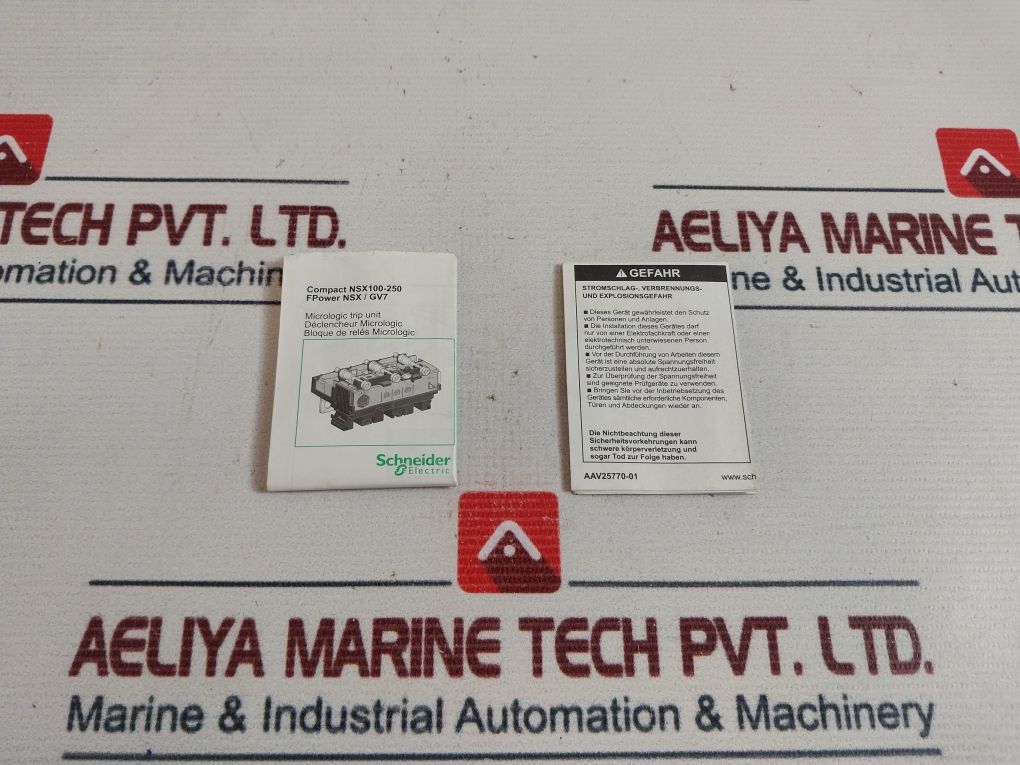 TECH PVT. LTD.
omation & Machin
AELIYA MARINE
ne & Industrial Auto
Compact NSX100-250
FPower NSX / GV7
Micrologic trip unit
Déclencheur Micrologic
Bloque de relés Micrologic
Schneider
Electric
GEFAHR
STROMSCHLAG-, VERBRENNUNGS-
UND EXPLOSIONSGEFAHR
■ Dieses Gerät gewährleistet den Schutz
von Personen und Anlagen.
■ Die Installation dieses Gerätes darf
nur von einer Elektrofachkraft oder einer
elektrotechnisch unterwiesenen Person
durchgeführt werden.
■ Vor der Durchführung von Arbeiten diesem
Gerät ist eine absolute Spannungsfreiheit
sicherzustellen und aufrechtzuerhalten.
■ Zur Überprüfung der Spannungsfreiheit
sind geeignete Prüfgeräte zu verwenden.
■ Bringen Sie vor der Inbetriebsetzung des
Gerätes sämtliche erforderliche Komponenten,
Türen und Abdeckungen wieder an.
Die Nichtbeachtung dieser
Sicherheitsvorkehrungen kann
schwere körperverletzung und
sogar Tod zur Folge haben.
AAV25770-01
www.sch
AELIYA MARINE TECH PVT. LTD.
Marine & Industrial Automation & Machinery